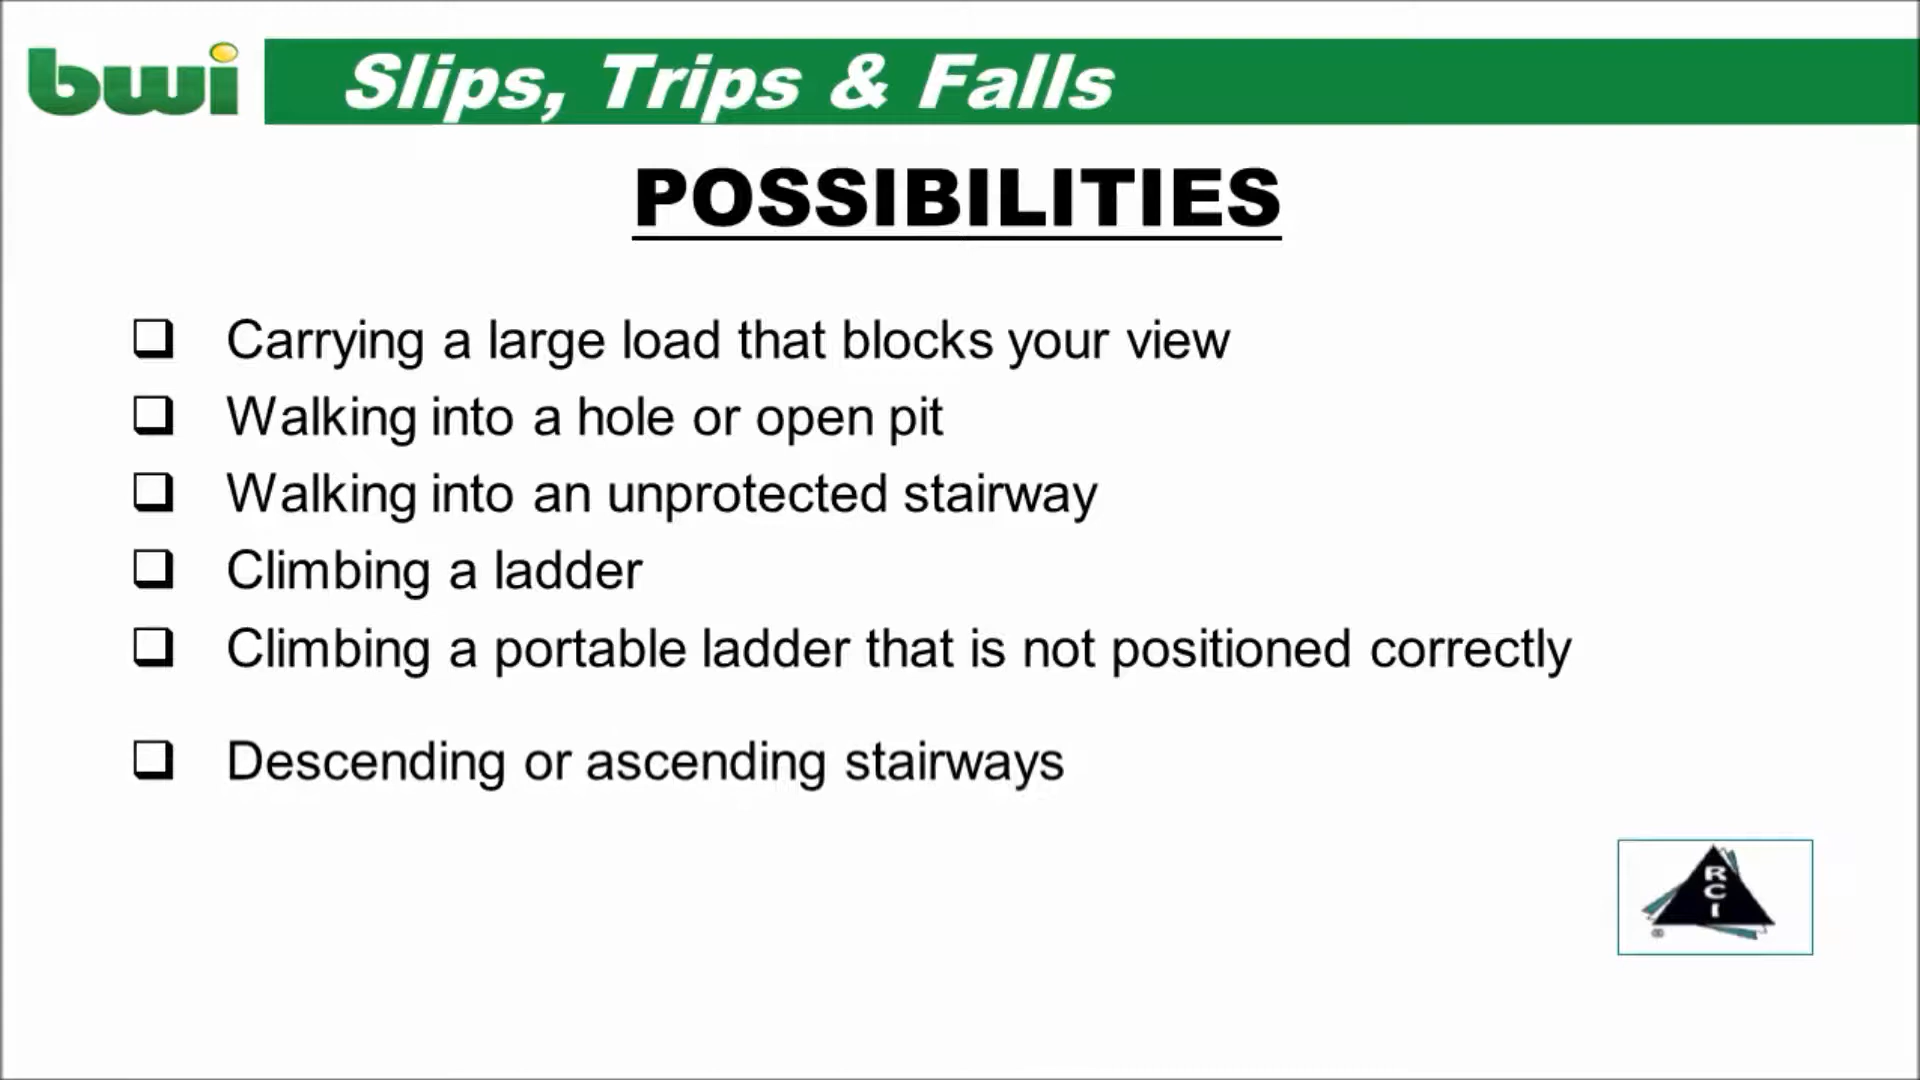 bwi
Slips, Trips & Falls
POSSIBILITIES
Carrying a large load that blocks your view
Walking into a hole or open pit
Walking into an unprotected stairway
Climbing a ladder
Climbing a portable ladder that is not positioned correctly
Descending or ascending stairways
R
C
I
®